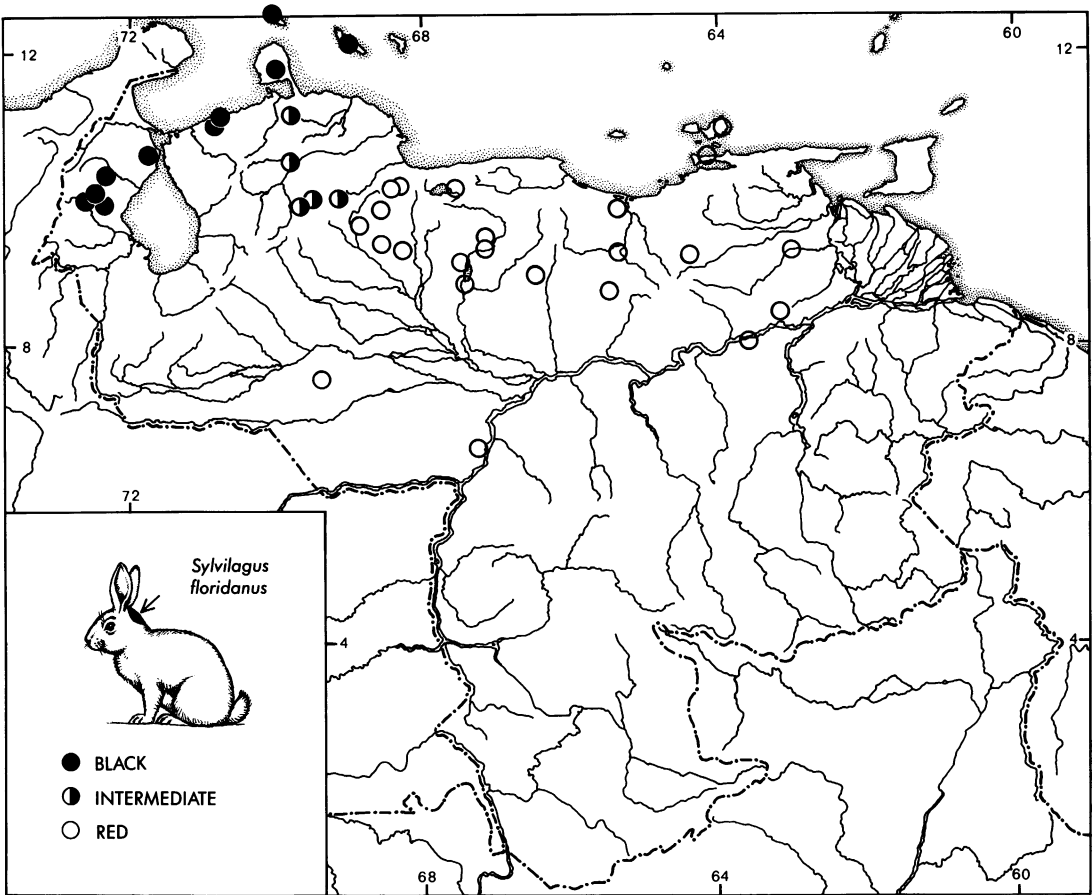 72
68
64
60
12
12
8
8
72
4
4
Sylvilagus
floridanus
BLACK
INTERMEDIATE
RED
68
64
60